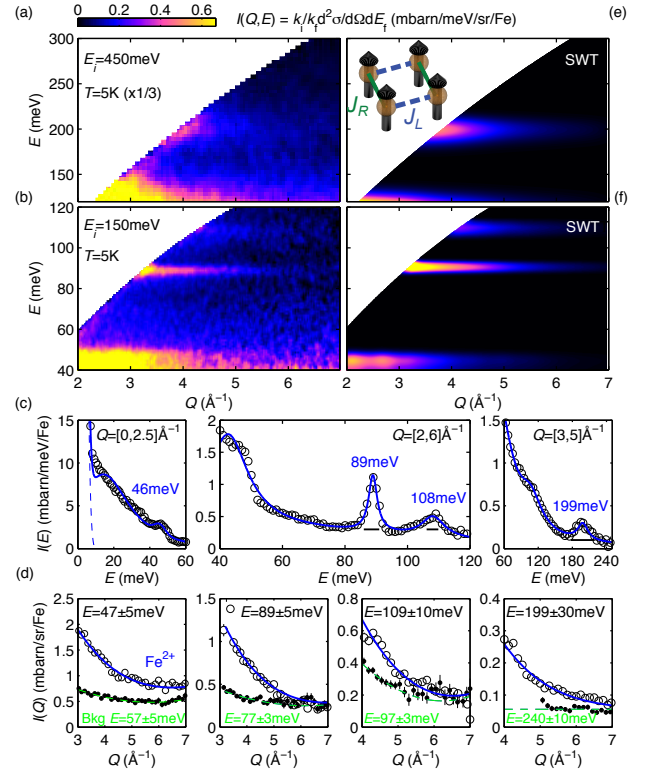 (a)
0 0.2 0.4 0.6
I(Q,E) = kᵢ/k_f d²σ/dΩdE_f (mbarn/meV/sr/Fe)
(e)
Eᵢ=450meV
T=5K (x1/3)
300
250
200
150
E (meV)
J_R
J_L
SWT
(b)
Eᵢ=150meV
T=5K
120
100
80
60
40
E (meV)
2 3 4 5 6
Q (Å⁻¹)
(f)
SWT
2 3 4 5 6 7
Q (Å⁻¹)
(c)
Q=[0,2.5]Å⁻¹
46meV
15
10
5
0
I(E) (mbarn/meV/Fe)
0 20 40 60
E (meV)
Q=[2,6]Å⁻¹
89meV
108meV
2
1.5
1
0.5
0
40 60 80 100 120
E (meV)
Q=[3,5]Å⁻¹
199meV
1.5
1
0.5
0
60 120 180 240
E (meV)
(d)
E=47±5meV
Fe²⁺
Bkg E=57±5meV
2.5
2
1.5
1
0.5
0
I(Q) (mbarn/sr/Fe)
3 4 5 6 7
Q (Å⁻¹)
E=89±5meV
77±3meV
1.5
1
0.5
0
3 4 5 6 7
Q (Å⁻¹)
E=109±10meV
E=97±3meV
0.8
0.6
0.4
0.2
0
4 5 6 7
Q (Å⁻¹)
E=199±30meV
E=240±10meV
0.4
0.3
0.2
0.1
0
4 5 6 7
Q (Å⁻¹)